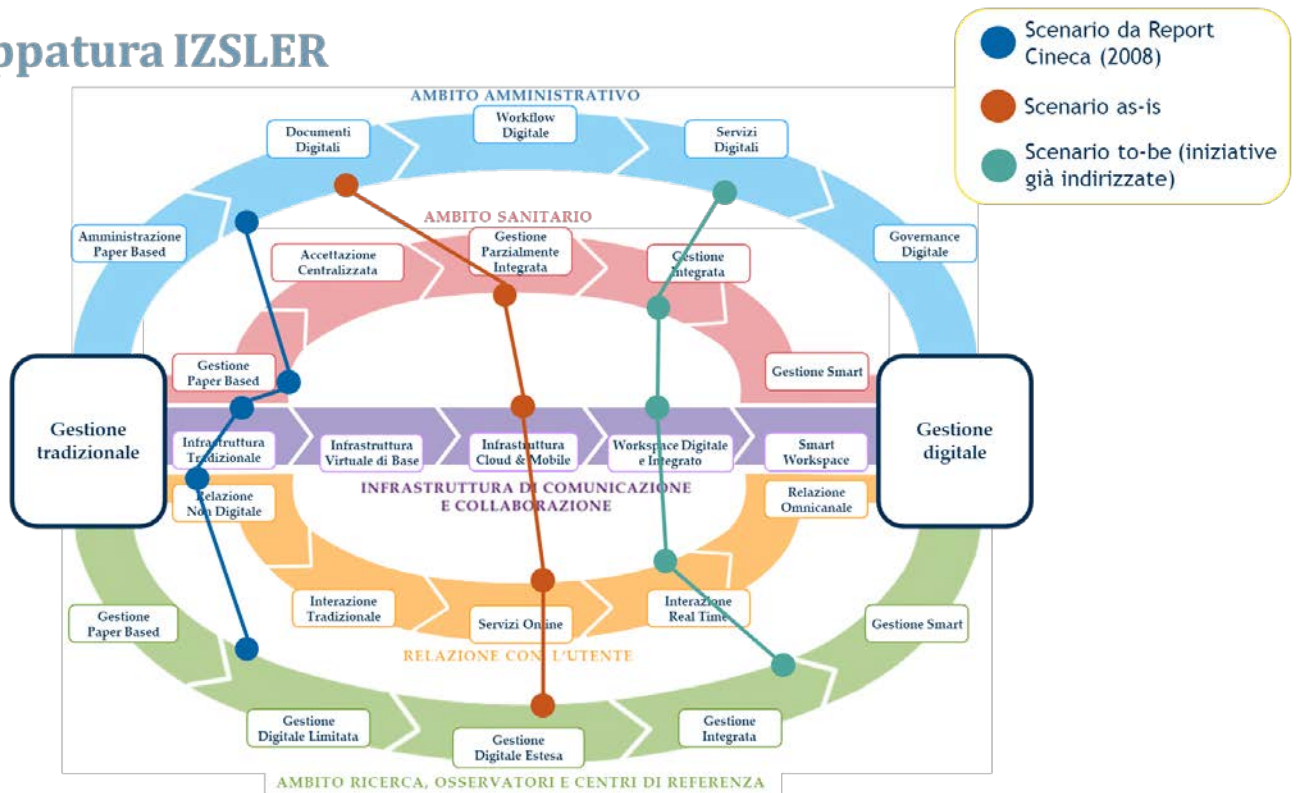 ppatura IZSLER
Scenario da Report
Cineca (2008)
Scenario as-is
Scenario to-be (iniziative
già indirizzate)
AMBITO AMMINISTRATIVO
Documenti
Digitali
Workflow
Digitale
Servizi
Digitali
Amministrazione
Paper Based
Governance
Digitale
AMBITO SANITARIO
Accettazione
Centralizzata
Gestione
Parzialmente
Integrata
Gestione
Integrata
Gestione
Paper Based
Gestione Smart
Gestione
tradizionale
Gestione
digitale
Infrastruttura
Tradizionale
Infrastruttura
Virtuale di Base
Infrastruttura
Cloud & Mobile
Workspace Digitale
e Integrato
Smart
Workspace
INFRASTRUTTURA DI COMUNICAZIONE
E COLLABORAZIONE
Relazione
Non Digitale
Relazione
Omnicanale
Interazione
Tradizionale
Servizi Online
Interazione
Real Time
RELAZIONE CON L'UTENTE
Gestione
Paper Based
Gestione Smart
Gestione
Digitale Limitata
Gestione
Digitale Estesa
Gestione
Integrata
AMBITO RICERCA, OSSERVATORI E CENTRI DI REFERENZA